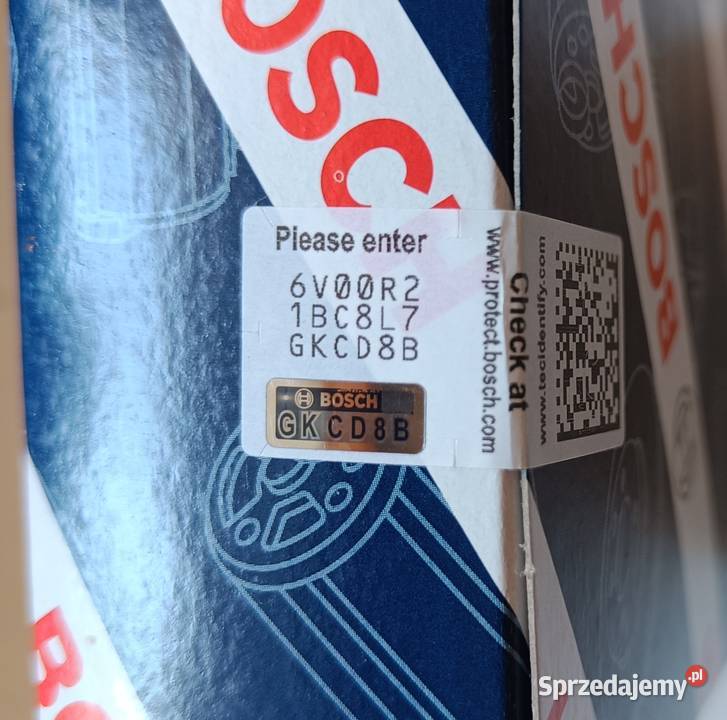 BOSCH
BOSCH
Please enter
6V00R2
1BC8L7
GKCD8B
BOSCH
GKCD8B
www.protect.bosch.com
Check at
www.tecidentify.com
Sprzedajemy.pl